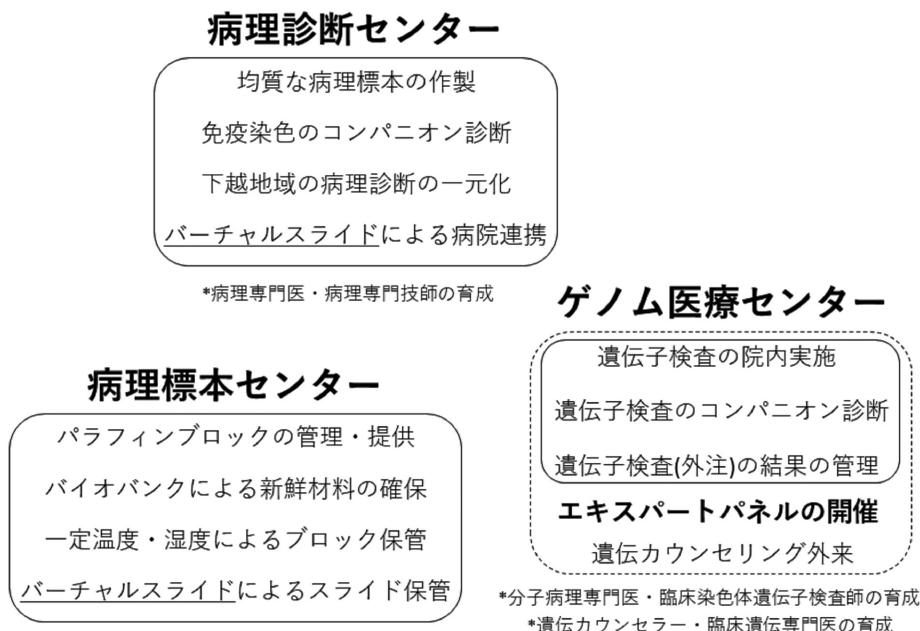 病理診断センター
均質な病理標本の作製
免疫染色のコンパニオン診断
下越地域の病理診断の一元化
バーチャルスライドによる病院連携
*病理専門医・病理専門技師の育成
病理標本センター
パラフィンブロックの管理・提供
バイオバンクによる新鮮材料の確保
一定温度・湿度によるブロック保管
バーチャルスライドによるスライド保管
ゲノム医療センター
遺伝子検査の院内実施
遺伝子検査のコンパニオン診断
遺伝子検査(外注)の結果の管理
エキスパートパネルの開催
遺伝カウンセリング外来
*分子病理専門医・臨床染色体遺伝子検査師の育成
*遺伝カウンセラー・臨床遺伝専門医の育成